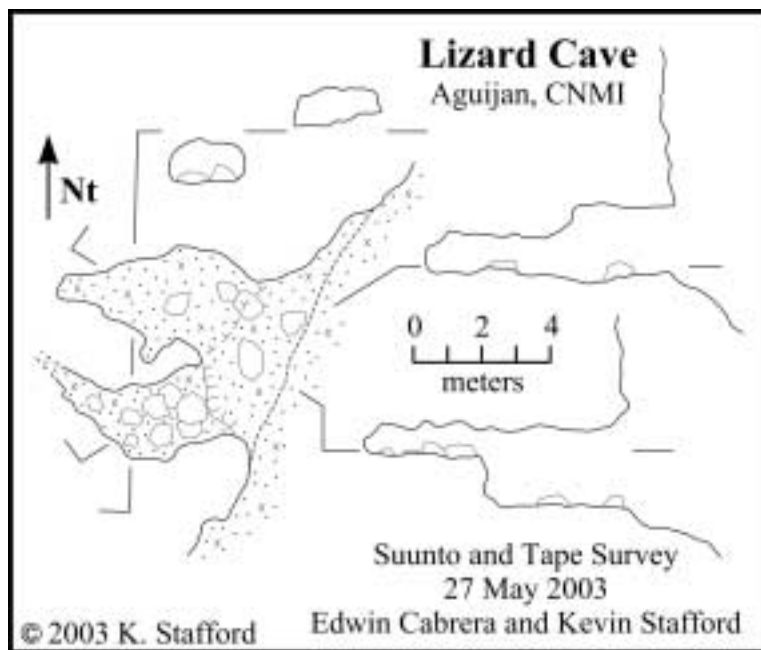 Lizard Cave
Aguijan, CNMI
Nt
0 2 4
meters
Suunto and Tape Survey
27 May 2003
Edwin Cabrera and Kevin Stafford
© 2003 K. Stafford